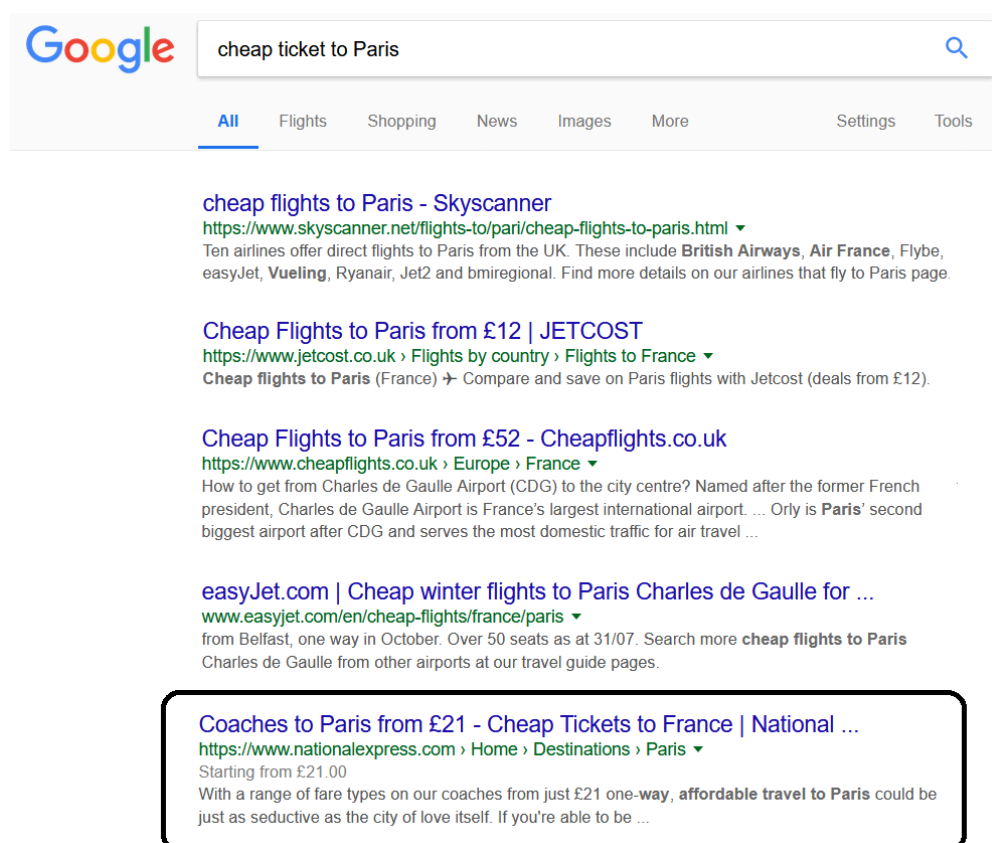 Google cheap ticket to Paris
All Flights Shopping News Images More Settings Tools
cheap flights to Paris - Skyscanner
https://www.skyscanner.net/flights-to/pari/cheap-flights-to-paris.html
Ten airlines offer direct flights to Paris from the UK. These include British Airways, Air France, Flybe,
easyJet, Vueling, Ryanair, Jet2 and bmiregional. Find more details on our airlines that fly to Paris page.
Cheap Flights to Paris from £12 | JETCOST
https://www.jetcost.co.uk › Flights by country › Flights to France
Cheap flights to Paris (France) ✈ Compare and save on Paris flights with Jetcost (deals from £12).
Cheap Flights to Paris from £52 - Cheapflights.co.uk
https://www.cheapflights.co.uk › Europe › France
How to get from Charles de Gaulle Airport (CDG) to the city centre? Named after the former French
president, Charles de Gaulle Airport is France's largest international airport. ... Orly is Paris' second
biggest airport after CDG and serves the most domestic traffic for air travel ...
easyJet.com | Cheap winter flights to Paris Charles de Gaulle for ...
www.easyjet.com/en/cheap-flights/france/paris
from Belfast, one way in October. Over 50 seats as at 31/07. Search more cheap flights to Paris
Charles de Gaulle from other airports at our travel guide pages.
Coaches to Paris from £21 - Cheap Tickets to France | National ...
https://www.nationalexpress.com › Home › Destinations › Paris
Starting from £21.00
With a range of fare types on our coaches from just £21 one-way, affordable travel to Paris could be
just as seductive as the city of love itself. If you're able to be ...